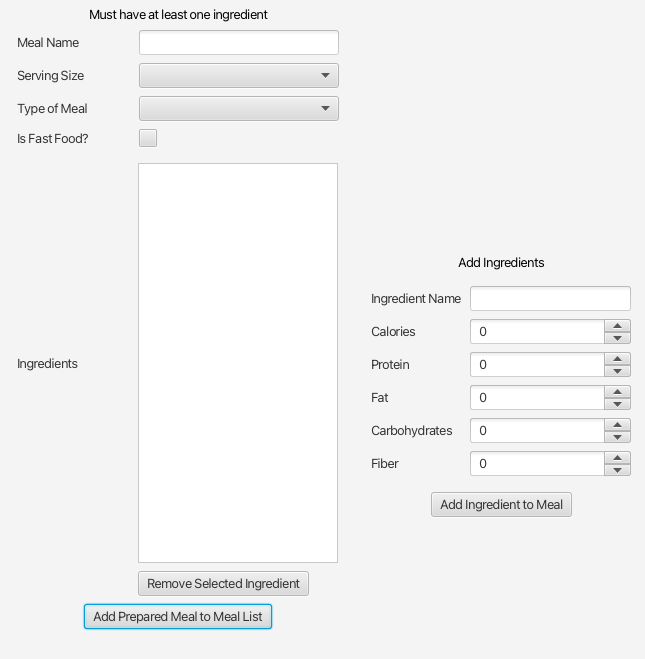 Must have at least one ingredient
Meal Name
Serving Size
Type of Meal
Is Fast Food?
Ingredients
Remove Selected Ingredient
Add Prepared Meal to Meal List
Add Ingredients
Ingredient Name
Calories 0
Protein 0
Fat 0
Carbohydrates 0
Fiber 0
Add Ingredient to Meal